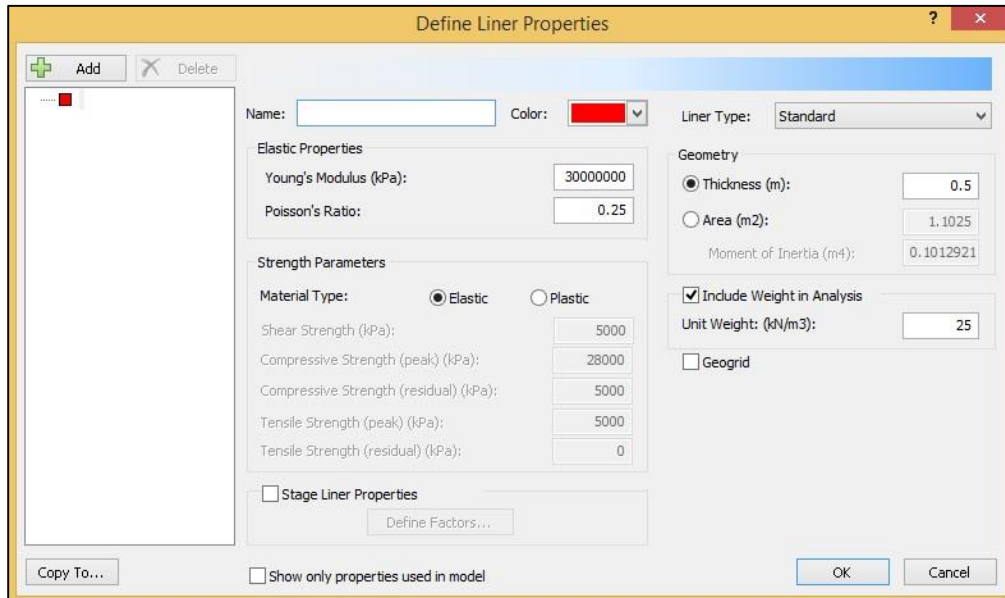 Define Liner Properties
?
Add
Delete
Name:
Color:
Liner Type:
Standard
Elastic Properties
Young's Modulus (kPa):
30000000
Poisson's Ratio:
0.25
Geometry
Thickness (m):
0.5
Area (m2):
1.1025
Moment of Inertia (m4):
0.1012921
Strength Parameters
Material Type:
Elastic
Plastic
Shear Strength (kPa):
5000
Compressive Strength (peak) (kPa):
28000
Compressive Strength (residual) (kPa):
5000
Tensile Strength (peak) (kPa):
5000
Tensile Strength (residual) (kPa):
0
Include Weight in Analysis
Unit Weight: (kN/m3):
25
Geogrid
Stage Liner Properties
Define Factors...
Copy To...
Show only properties used in model
OK
Cancel